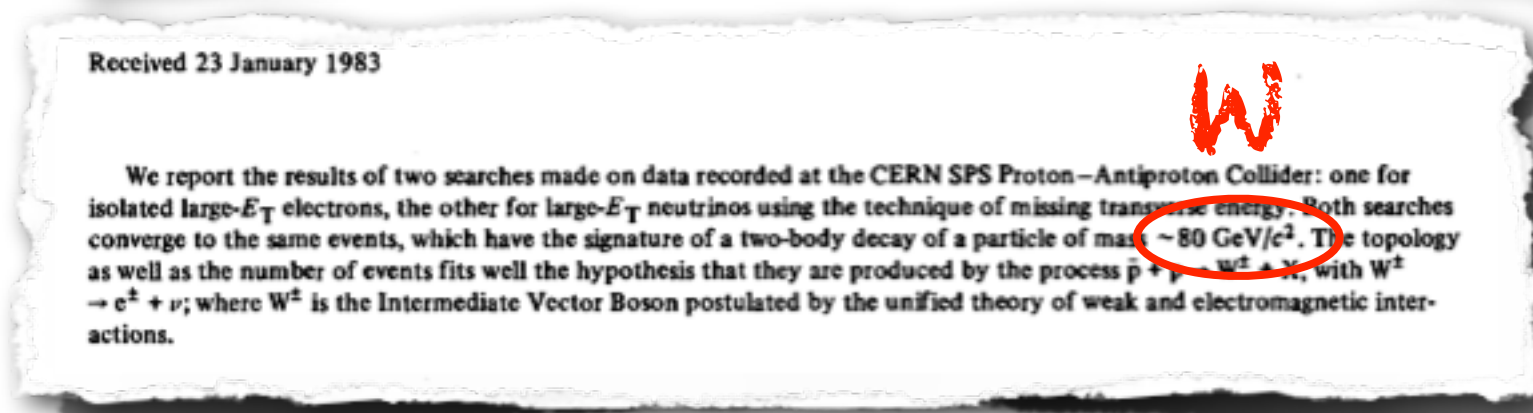 Received 23 January 1983
W
We report the results of two searches made on data recorded at the CERN SPS Proton–Antiproton Collider: one for
isolated large-E_T electrons, the other for large-E_T neutrinos using the technique of missing transverse energy. Both searches
converge to the same events, which have the signature of a two-body decay of a particle of mass ~80 GeV/c². The topology
as well as the number of events fits well the hypothesis that they are produced by the process p̄ + p → W± + X, with W±
→ e± + ν; where W± is the Intermediate Vector Boson postulated by the unified theory of weak and electromagnetic inter-
actions.